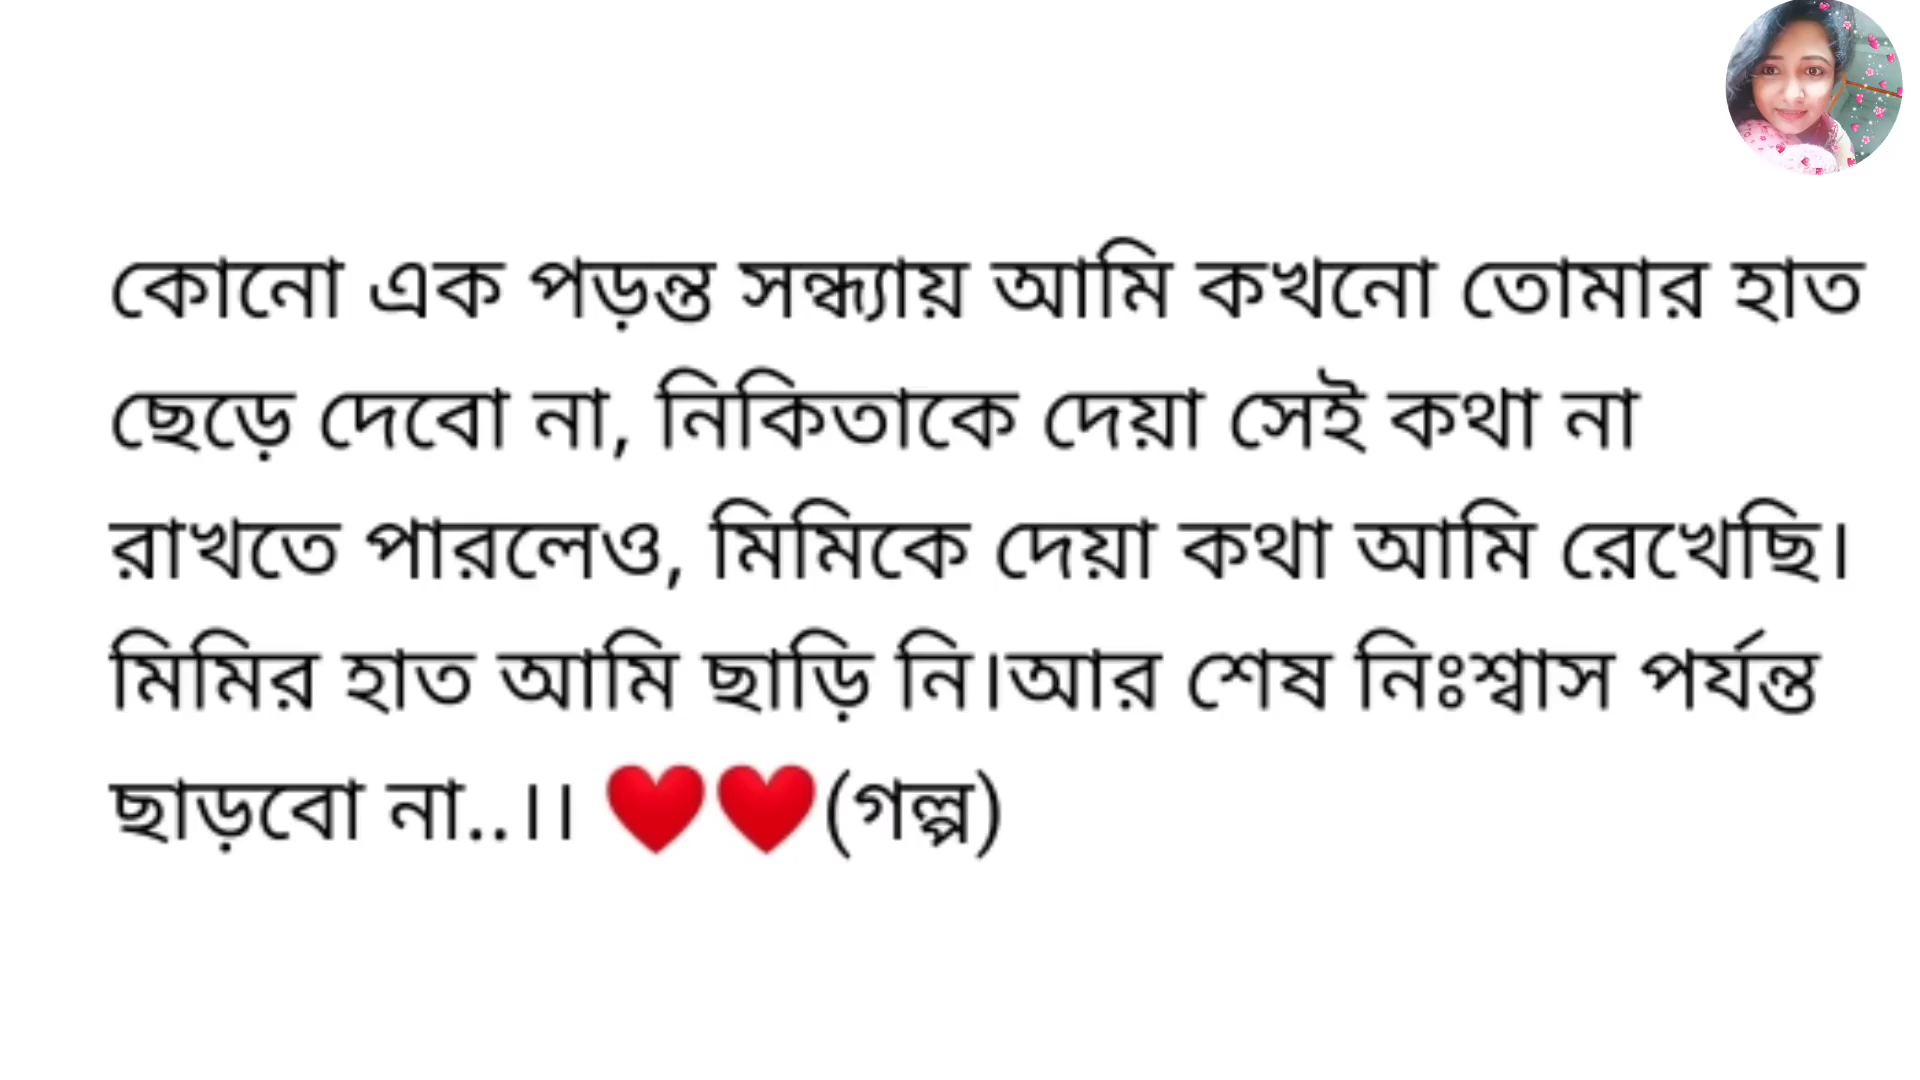 কোনো এক পড়ন্ত সন্ধ্যায় আমি কখনো তোমার হাত
ছেড়ে দেবো না, নিকিতাকে দেয়া সেই কথা না
রাখতে পারলেও, মিমিকে দেয়া কথা আমি রেখেছি।
মিমির হাত আমি ছাড়ি নি।আর শেষ নিঃশ্বাস পর্যন্ত
ছাড়বো না..।। ❤️❤️(গল্প)